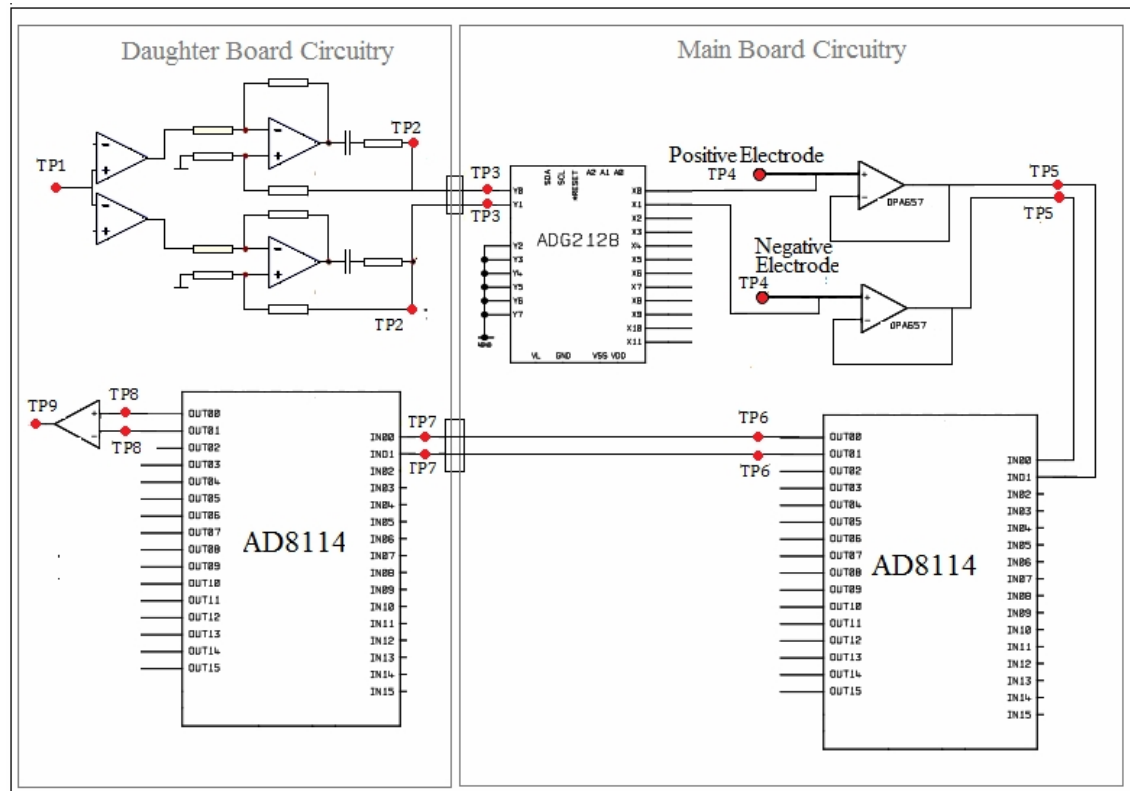 Daughter Board Circuitry
Main Board Circuitry
TP1
TP2
TP2
TP3
TP3
Y0
Y1
Y2
Y3
Y4
Y5
Y6
Y7
SDA
SCL
*RESET
A2 A1 A0
ADG2128
VL GND VSS VDD
X0
X1
X2
X3
X4
X5
X6
X7
X8
X9
X10
X11
Positive Electrode
TP4
OPA657
TP5
TP5
Negative
Electrode
TP4
OPA657
TP9
TP8
TP8
OUT00
OUT01
OUT02
OUT03
OUT04
OUT05
OUT06
OUT07
OUT08
OUT09
OUT10
OUT11
OUT12
OUT13
OUT14
OUT15
AD8114
IN00
IN01
IN02
IN03
IN04
IN05
IN06
IN07
IN08
IN09
IN10
IN11
IN12
IN13
IN14
IN15
TP7
TP7
TP6
TP6
OUT00
OUT01
OUT02
OUT03
OUT04
OUT05
OUT06
OUT07
OUT08
OUT09
OUT10
OUT11
OUT12
OUT13
OUT14
OUT15
AD8114
IN00
IN01
IN02
IN03
IN04
IN05
IN06
IN07
IN08
IN09
IN10
IN11
IN12
IN13
IN14
IN15